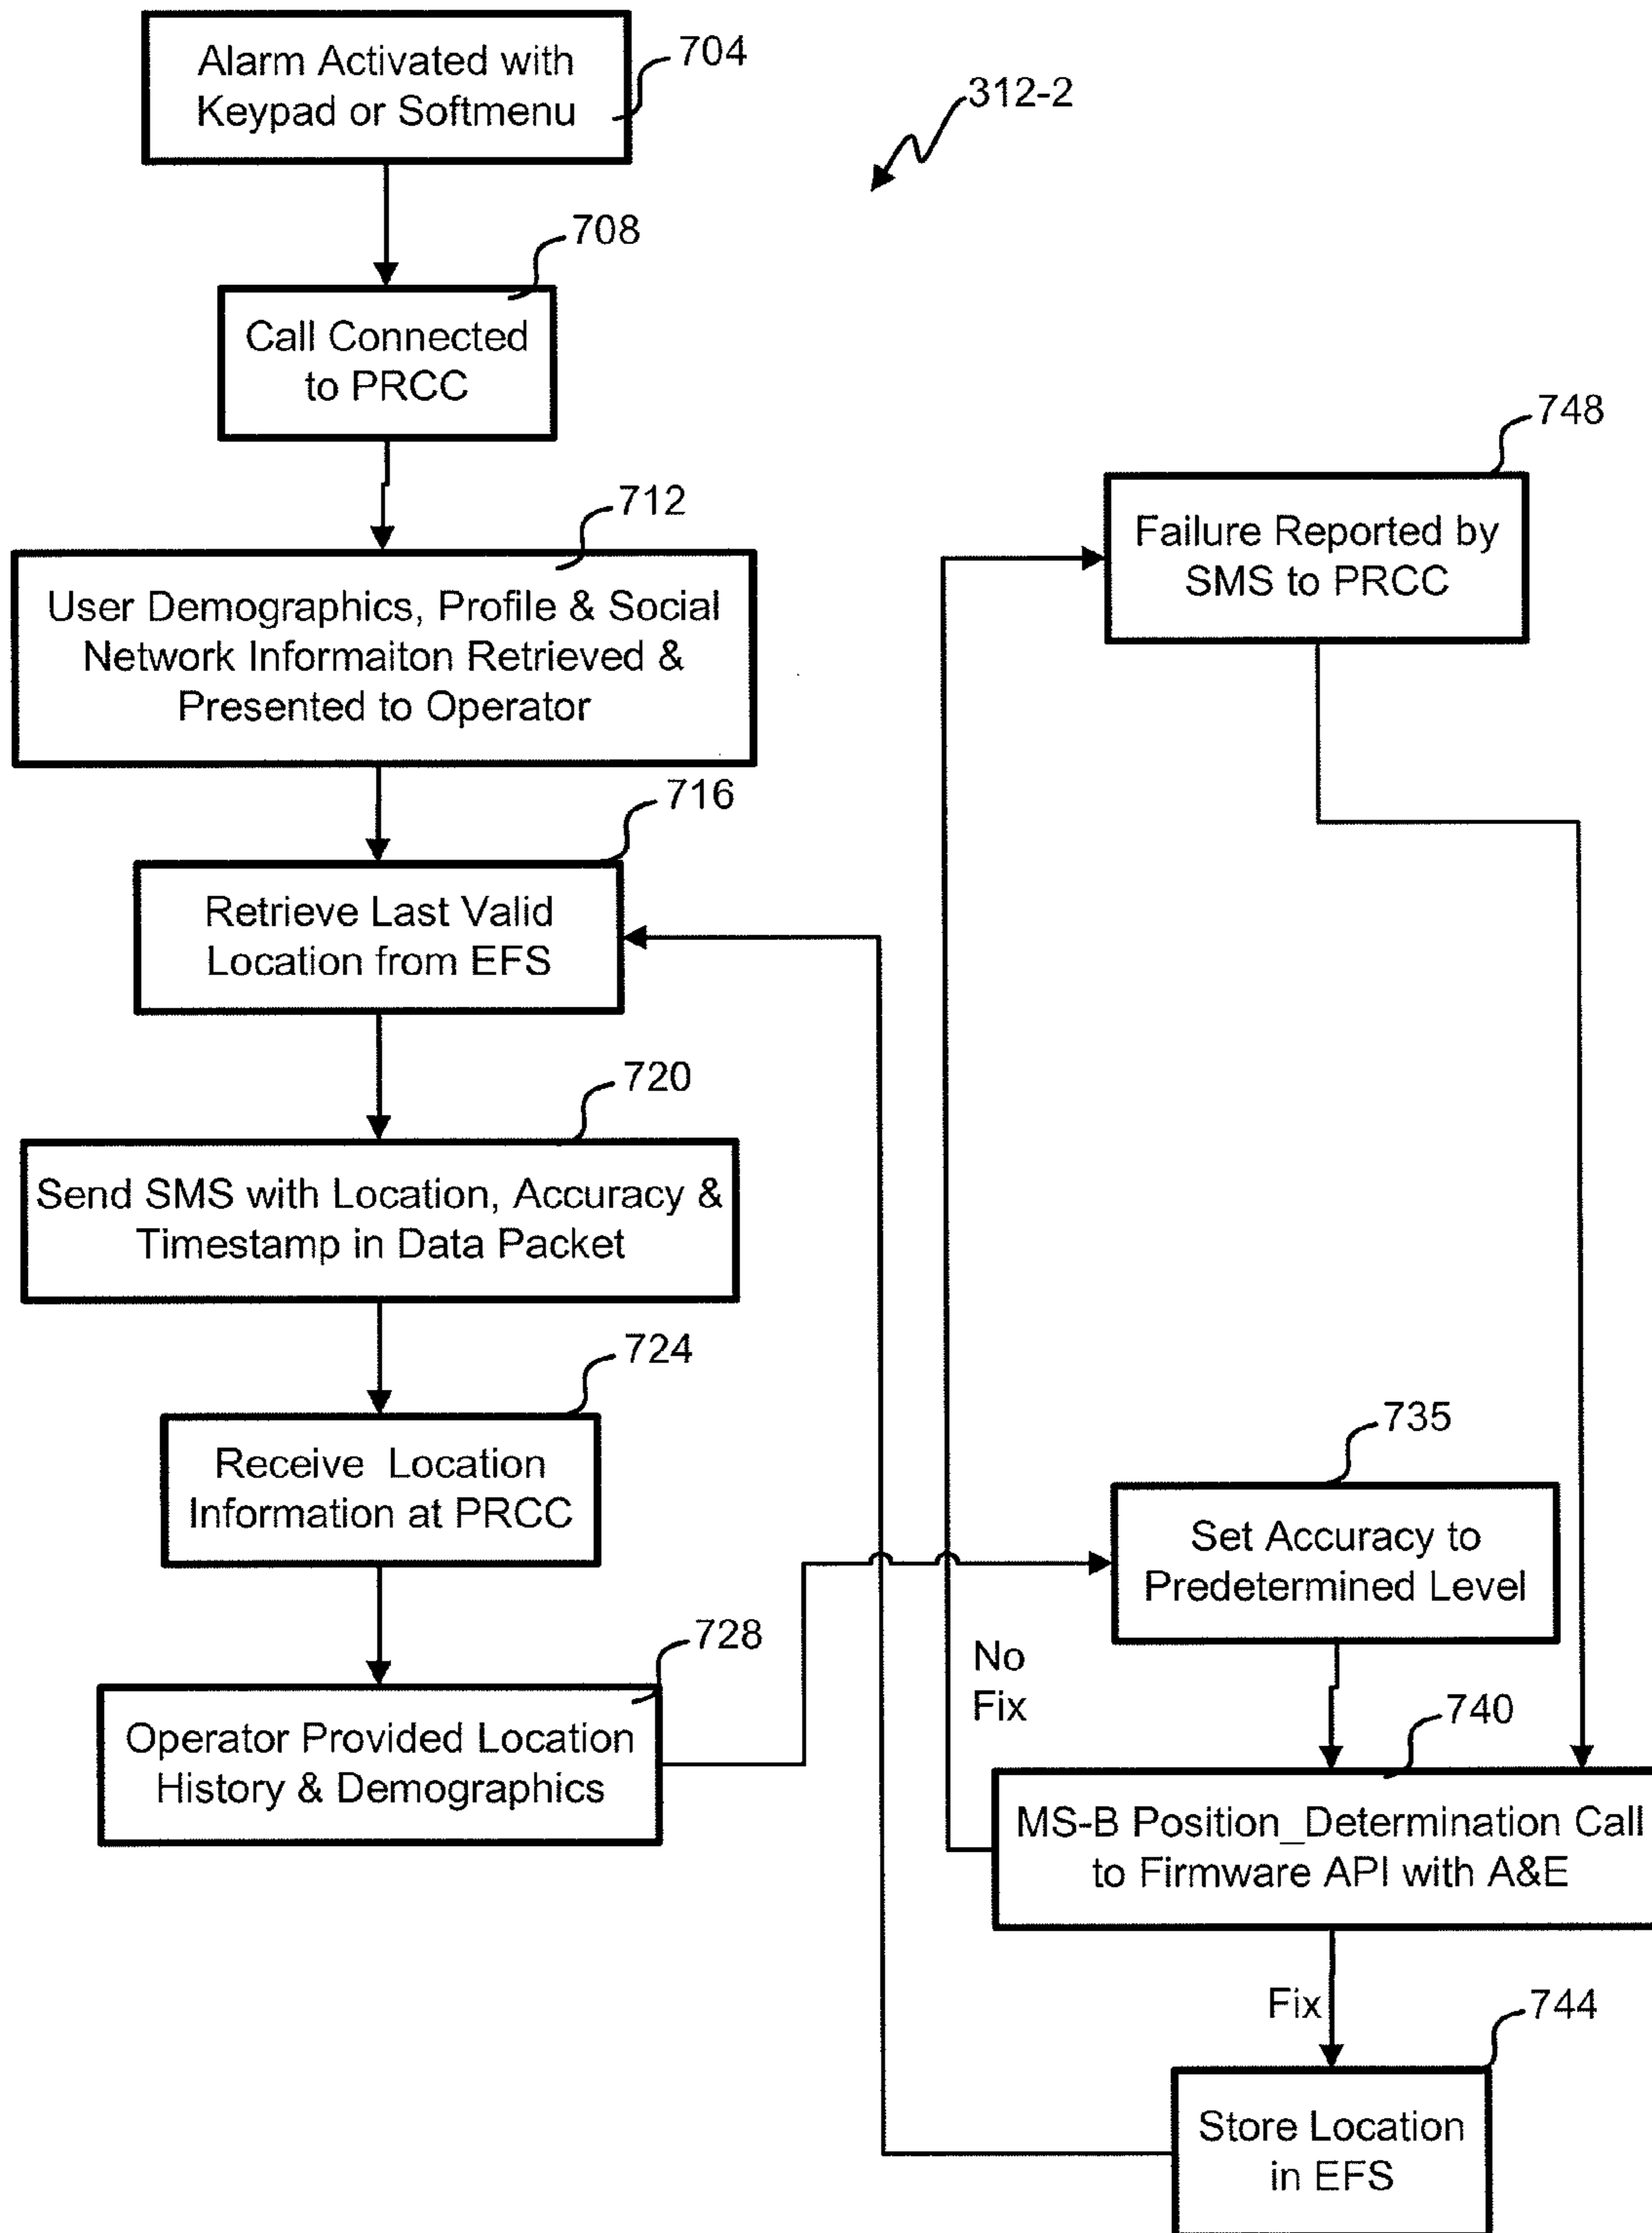 Alarm Activated with
Keypad or Softmenu
704
312-2
708
Call Connected
to PRCC
712
User Demographics, Profile & Social
Network Informaiton Retrieved &
Presented to Operator
716
Retrieve Last Valid
Location from EFS
720
Send SMS with Location, Accuracy &
Timestamp in Data Packet
724
Receive Location
Information at PRCC
728
Operator Provided Location
History & Demographics
748
Failure Reported by
SMS to PRCC
735
Set Accuracy to
Predetermined Level
No
Fix
740
MS-B Position_Determination Call
to Firmware API with A&E
Fix
744
Store Location
in EFS